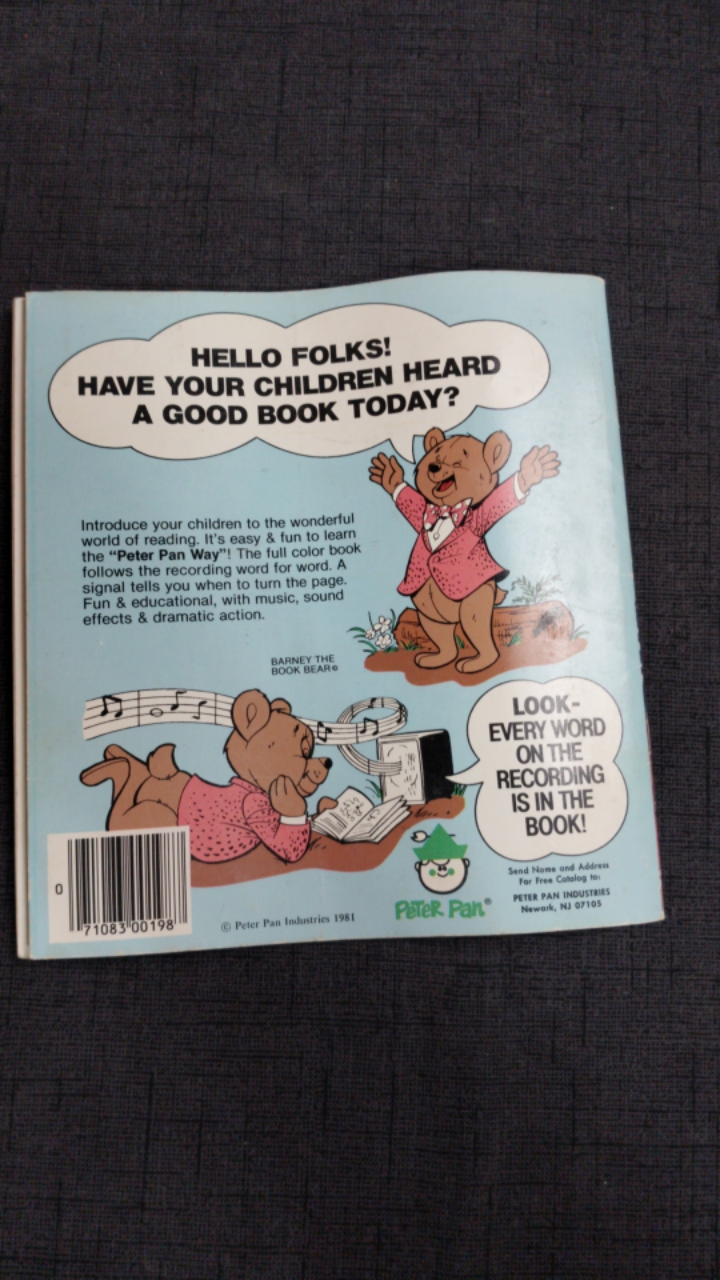 HELLO FOLKS!
HAVE YOUR CHILDREN HEARD
A GOOD BOOK TODAY?
Introduce your children to the wonderful
world of reading. It's easy & fun to learn
the "Peter Pan Way"! The full color book
follows the recording word for word. A
signal tells you when to turn the page.
Fun & educational, with music, sound
effects & dramatic action.
BARNEY THE
BOOK BEAR©
LOOK-
EVERY WORD
ON THE
RECORDING
IS IN THE
BOOK!
Send Name and Address
For Free Catalog to:
PETER PAN INDUSTRIES
Newark, NJ 07105
PETER PAN®
© Peter Pan Industries 1981
0
71083 00198